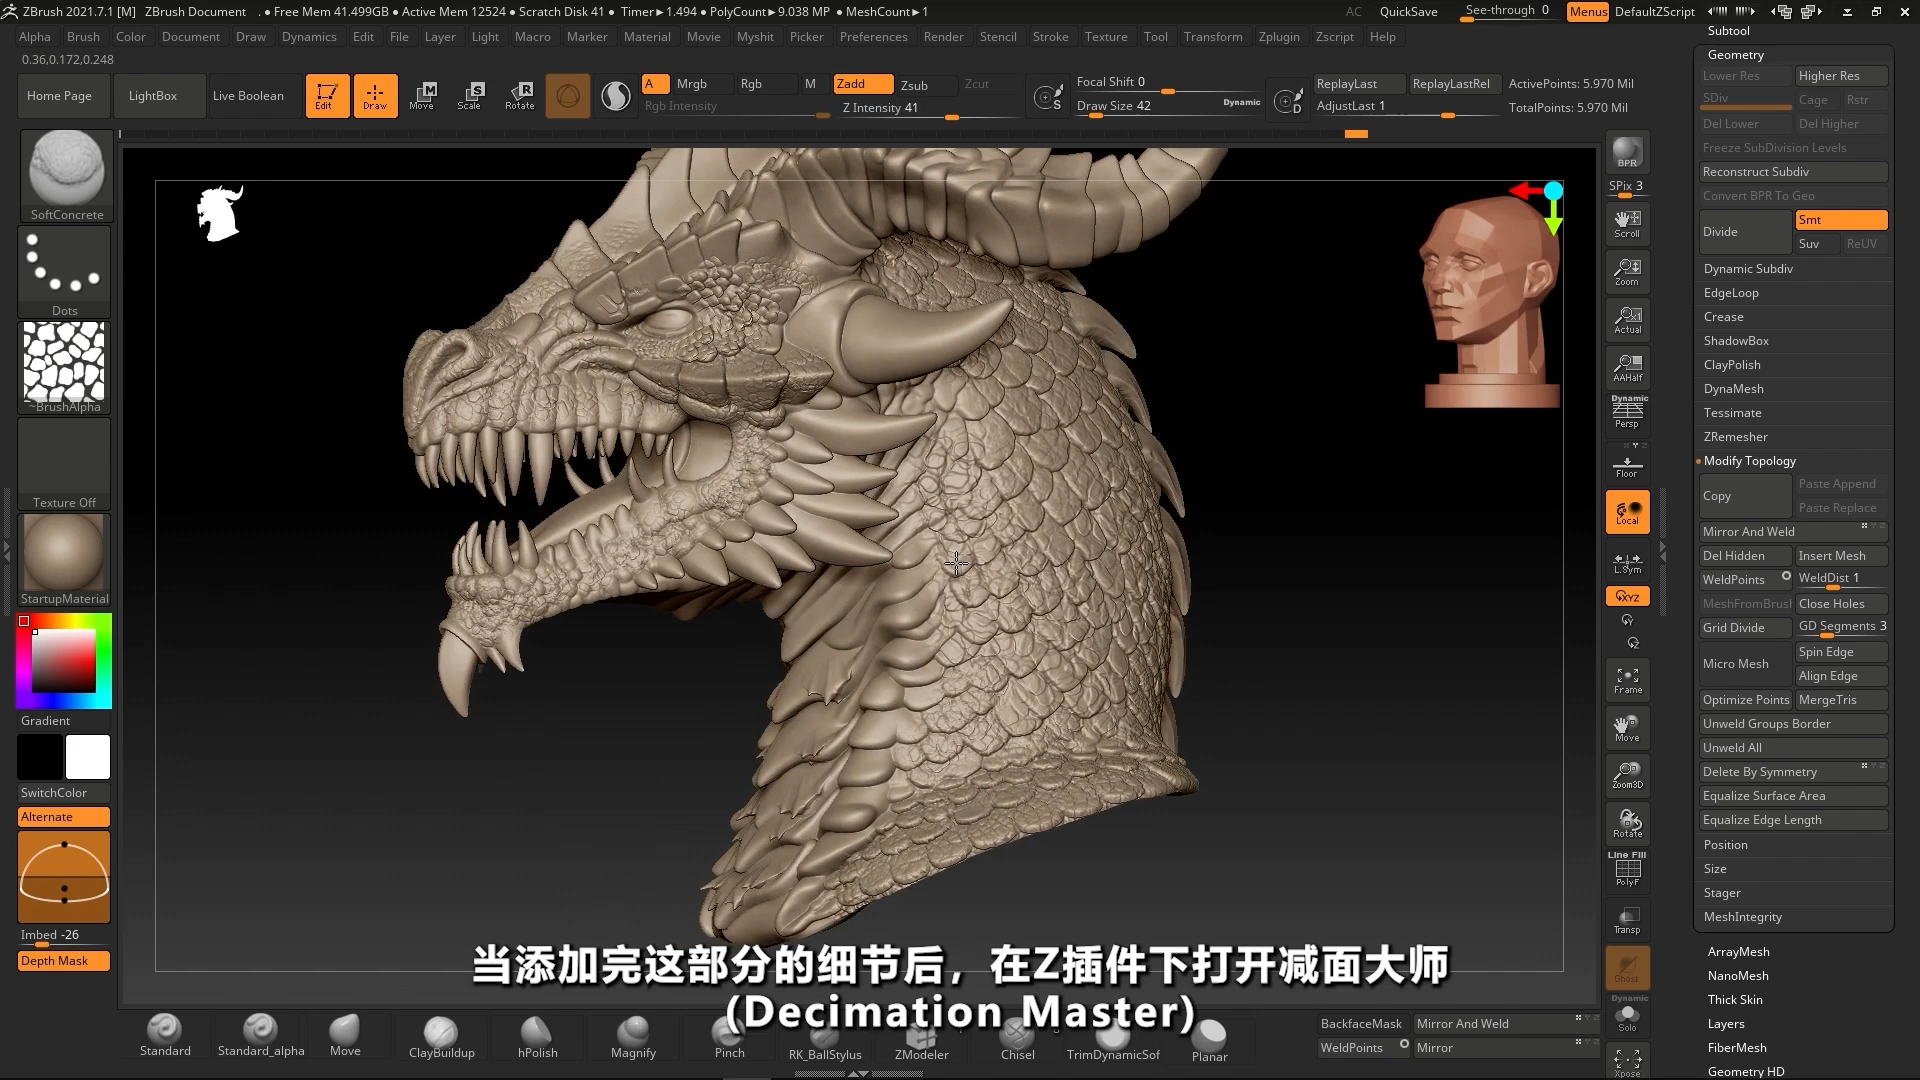 ZBrush 2021.7.1 [M] ZBrush Document . ● Free Mem 41.499GB ● Active Mem 12524 ● Scratch Disk 41 ● Timer►1.494 ● PolyCount►9.038 MP ● MeshCount►1 AC QuickSave See-through 0 Menus DefaultZScript
Alpha Brush Color Document Draw Dynamics Edit File Layer Light Macro Marker Material Movie Myshit Picker Preferences Render Stencil Stroke Texture Tool Transform Zplugin Zscript Help
0.36,0.172,0.248
Home Page LightBox Live Boolean Edit Draw Move Scale Rotate
A Mrgb Rgb M Zadd Zsub Zcut
Rgb Intensity Z Intensity 41
Focal Shift 0
Draw Size 42 Dynamic
ReplayLast ReplayLastRel ActivePoints: 5.970 Mil
AdjustLast 1 TotalPoints: 5.970 Mil
SoftConcrete
Dots
~BrushAlpha
Texture Off
StartupMaterial
Gradient
SwitchColor
Alternate
Imbed -26
Depth Mask
BPR
SPix 3
Scroll
Zoom
Actual
AAHalf
Dynamic
Persp
Floor
Local
L.Sym
XYZ
Frame
Move
Zoom3D
Rotate
Line Fill
PolyF
Transp
Ghost
Dynamic
Solo
Xpose
Subtool
Geometry
Lower Res Higher Res
SDiv Cage Rstr
Del Lower Del Higher
Freeze SubDivision Levels
Reconstruct Subdiv
Convert BPR To Geo
Divide Smt
Suv ReUV
Dynamic Subdiv
EdgeLoop
Crease
ShadowBox
ClayPolish
DynaMesh
Tessimate
ZRemesher
Modify Topology
Copy Paste Append
Paste Replace
Mirror And Weld
Del Hidden Insert Mesh
WeldPoints WeldDist 1
MeshFromBrush Close Holes
Grid Divide GD Segments 3
Micro Mesh Spin Edge
Align Edge
Optimize Points MergeTris
Unweld Groups Border
Unweld All
Delete By Symmetry
Equalize Surface Area
Equalize Edge Length
Position
Size
Stager
MeshIntegrity
ArrayMesh
NanoMesh
Thick Skin
Layers
FiberMesh
Geometry HD
当添加完这部分的细节后，在Z插件下打开减面大师
(Decimation Master)
Standard Standard_alpha Move ClayBuildup hPolish Magnify Pinch RK_BallStylus ZModeler Chisel TrimDynamicSof Planar
BackfaceMask Mirror And Weld
WeldPoints Mirror